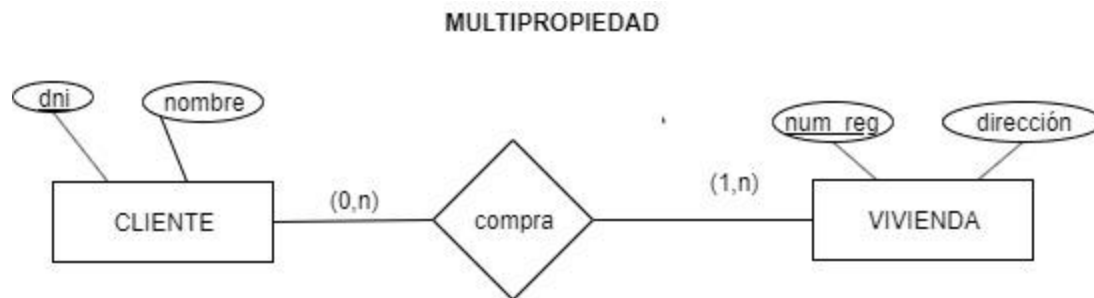 MULTIPROPIEDAD
dni
nombre
num_reg
dirección
CLIENTE
(0,n)
compra
(1,n)
VIVIENDA